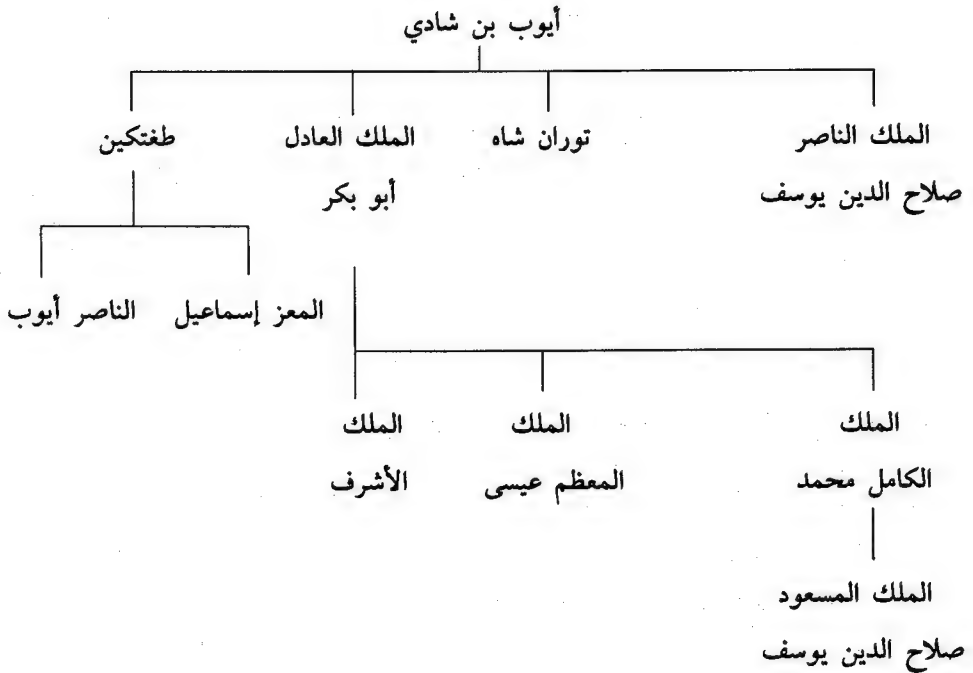 أيوب بن شادي
الملك الناصر توران شاه الملك العادل طغتكين
صلاح الدين يوسف أبو بكر
المعز إسماعيل الناصر أيوب
الملك الملك الملك
الكامل محمد المعظم عيسى الأشرف
الملك المسعود
صلاح الدين يوسف